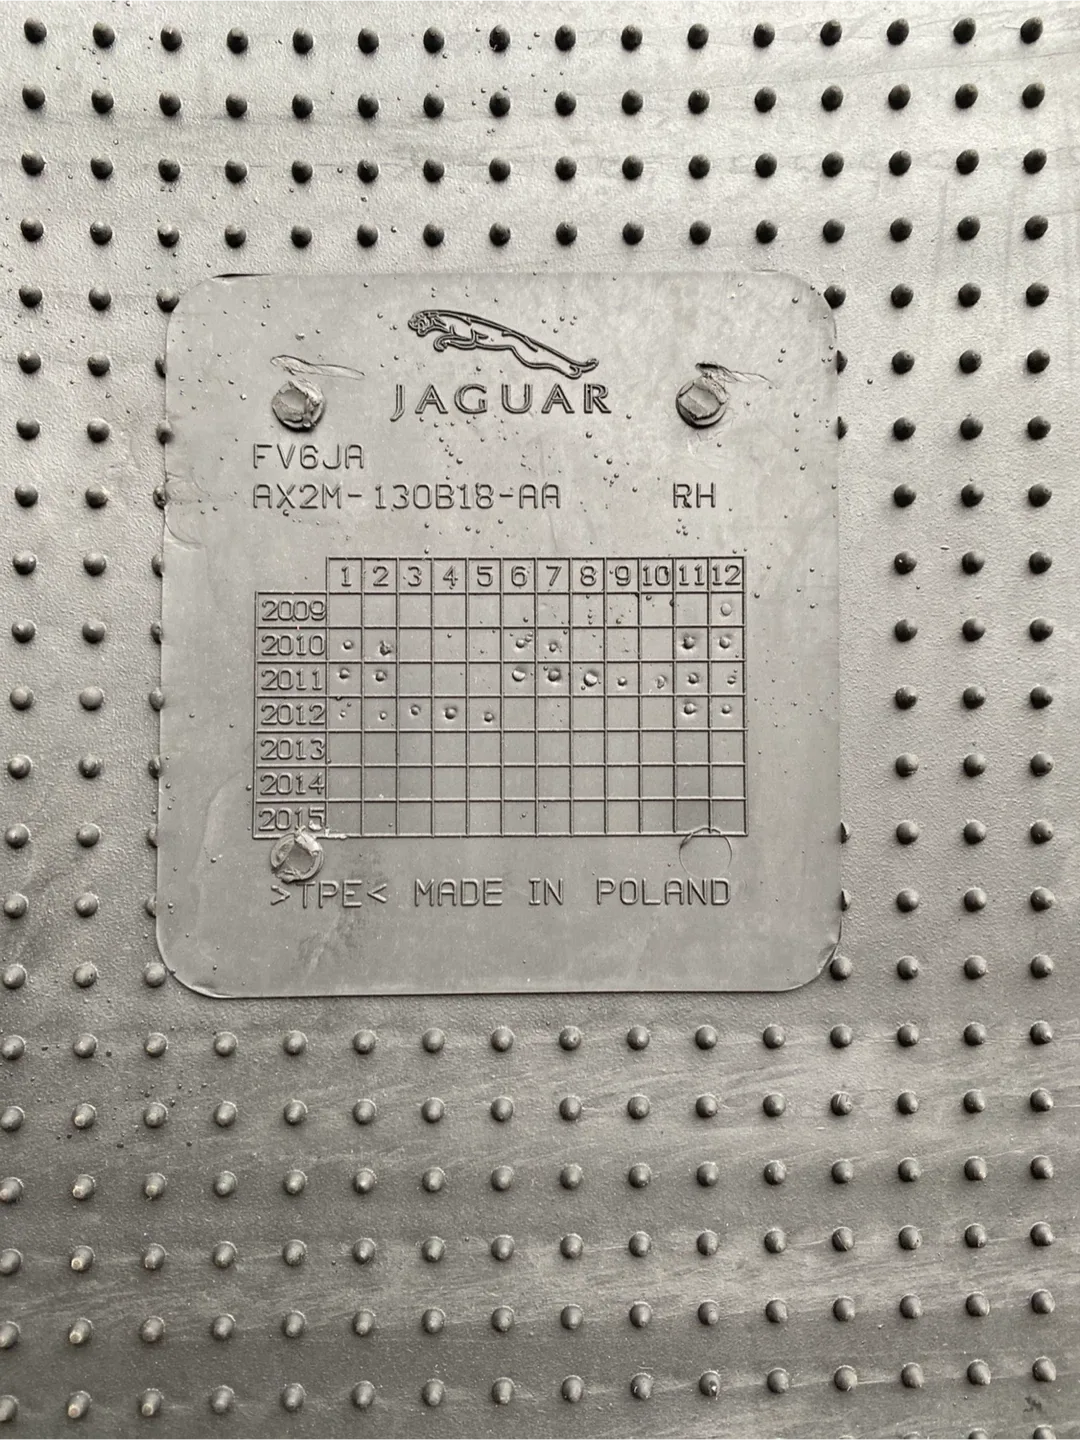 JAGUAR
FV6JA
AX2M-130B18-AA RH
1 2 3 4 5 6 7 8 9 10 11 12
2009
2010
2011
2012
2013
2014
2015
>TPE< MADE IN POLAND